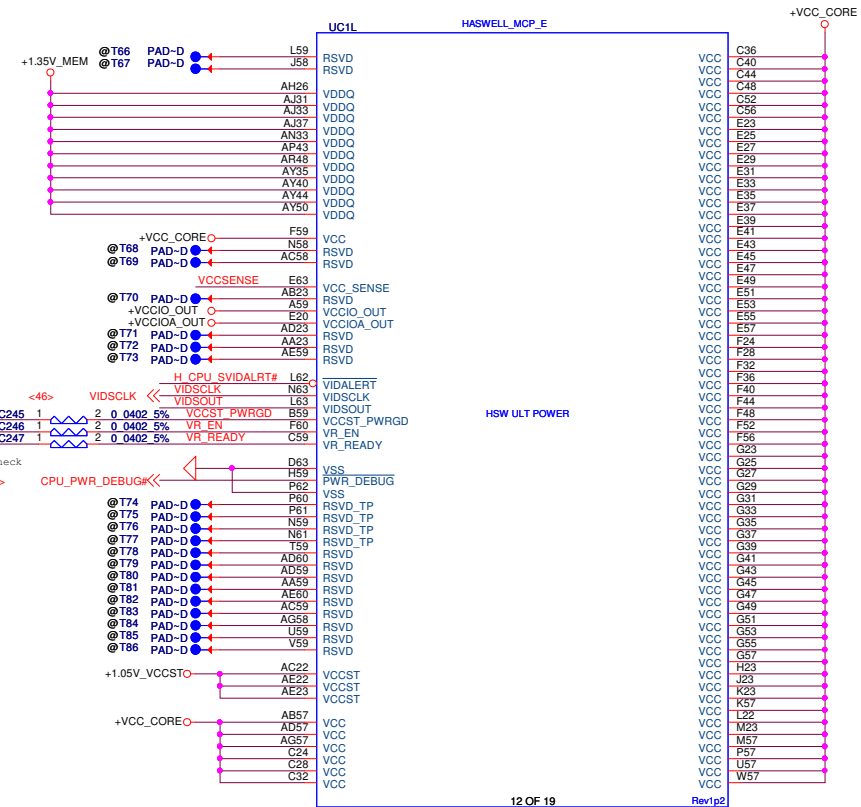 +VCC_CORE
UC1L HASWELL_MCP_E
@T66 PAD~D L59 RSVD
+1.35V_MEM @T67 PAD~D J58 RSVD
AH26 VDDQ
AJ31 VDDQ
AJ33 VDDQ
AJ37 VDDQ
AN33 VDDQ
AP43 VDDQ
AR48 VDDQ
AY35 VDDQ
AY40 VDDQ
AY44 VDDQ
AY50 VDDQ
+VCC_CORE F59 VCC
@T68 PAD~D N58 RSVD
@T69 PAD~D AC58 RSVD
VCCSENSE E63 VCC_SENSE
@T70 PAD~D AB23 RSVD
+VCCIO_OUT A59 VCCIO_OUT
+VCCIOA_OUT E20 VCCIOA_OUT
@T71 PAD~D AD23 RSVD
@T72 PAD~D AA23 RSVD
@T73 PAD~D AE59 RSVD
H_CPU_SVIDALRT# L62 VIDALERT
<46> VIDSCLK VIDSCLK N63 VIDSCLK
VIDSOUT L63 VIDSOUT
C245 1 2 0_0402_5% VCCST_PWRGD B59 VCCST_PWRGD
C246 1 2 0_0402_5% VR_EN F60 VR_EN
C247 1 2 0_0402_5% VR_READY C59 VR_READY
heck
D63 VSS
> CPU_PWR_DEBUG# H59 PWR_DEBUG
P62 VSS
@T74 PAD~D P60 RSVD_TP
@T75 PAD~D P61 RSVD_TP
@T76 PAD~D N59 RSVD_TP
@T77 PAD~D N61 RSVD_TP
@T78 PAD~D T59 RSVD
@T79 PAD~D AD60 RSVD
@T80 PAD~D AD59 RSVD
@T81 PAD~D AA59 RSVD
@T82 PAD~D AE60 RSVD
@T83 PAD~D AC59 RSVD
@T84 PAD~D AG58 RSVD
@T85 PAD~D U59 RSVD
@T86 PAD~D V59 RSVD
+1.05V_VCCST AC22 VCCST
AE22 VCCST
AE23 VCCST
+VCC_CORE AB57 VCC
AD57 VCC
AG57 VCC
C24 VCC
C28 VCC
C32 VCC
HSW ULT POWER
VCC C36
VCC C40
VCC C44
VCC C48
VCC C52
VCC C56
VCC E23
VCC E25
VCC E27
VCC E29
VCC E31
VCC E33
VCC E35
VCC E37
VCC E39
VCC E41
VCC E43
VCC E45
VCC E47
VCC E49
VCC E51
VCC E53
VCC E55
VCC E57
VCC F24
VCC F28
VCC F32
VCC F36
VCC F40
VCC F44
VCC F48
VCC F52
VCC F56
VCC G23
VCC G25
VCC G27
VCC G29
VCC G31
VCC G33
VCC G35
VCC G37
VCC G39
VCC G41
VCC G43
VCC G45
VCC G47
VCC G49
VCC G51
VCC G53
VCC G55
VCC G57
VCC H23
VCC J23
VCC K23
VCC K57
VCC L22
VCC M23
VCC M57
VCC P57
VCC U57
VCC W57
12 OF 19 Rev1p2